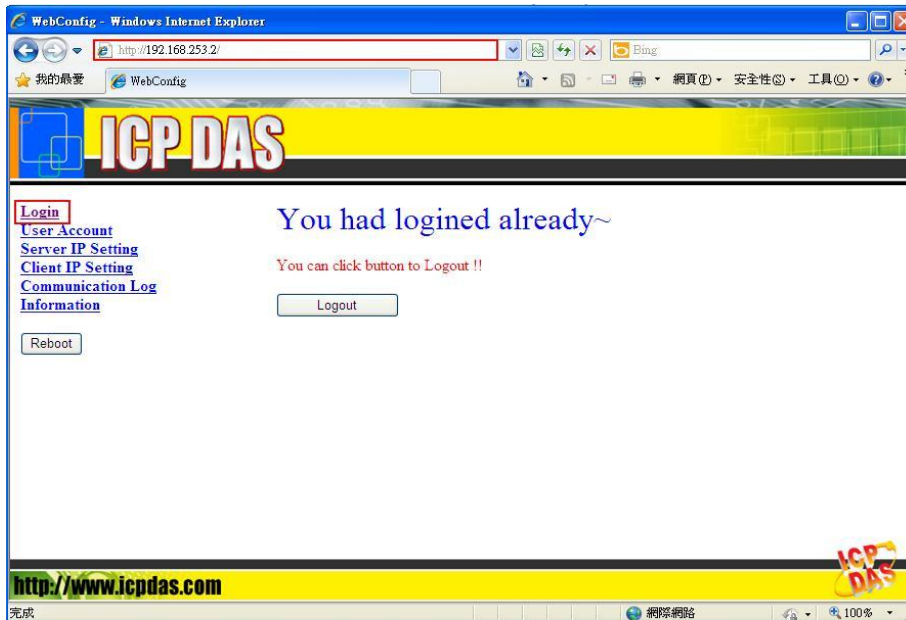 WebConfig - Windows Internet Explorer
http://192.168.253.2/
Bing
我的最愛
WebConfig
網頁(P)
安全性(S)
工具(O)
ICP DAS
Login
User Account
Server IP Setting
Client IP Setting
Communication Log
Information
Reboot
You had logined already~
You can click button to Logout !!
Logout
ICP DAS
http://www.icpdas.com
完成
網際網路
100%